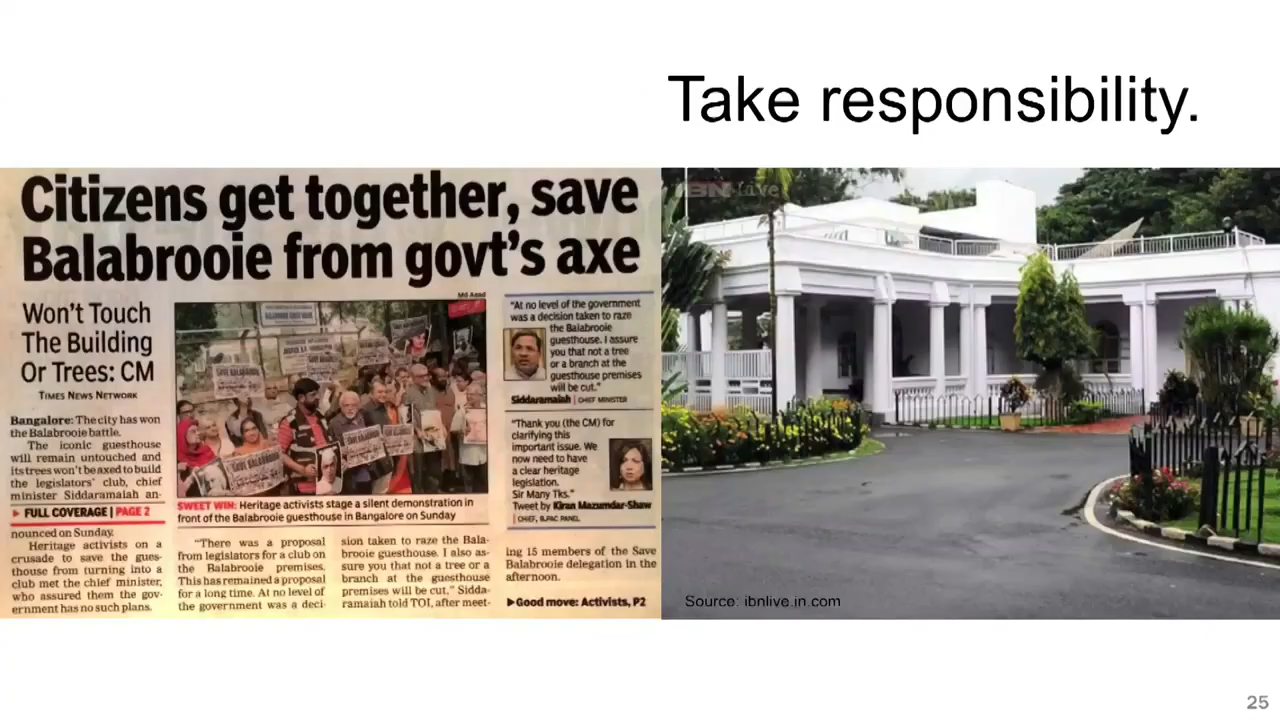 Take responsibility.
Citizens get together, save
Balabrooie from govt's axe
Won't Touch
The Building
Or Trees: CM
TIMES NEWS NETWORK
Bangalore: The city has won
the Balabrooie battle.
The iconic guesthouse
will remain untouched and
its trees won't be axed to build
the legislators' club, chief
minister Siddaramaiah an-
FULL COVERAGE | PAGE 2
nounced on Sunday.
Heritage activists on a
crusade to save the gues-
thouse from turning into a
club met the chief minister,
who assured them the gov-
ernment has no such plans.
Md Asad
SWEET WIN: Heritage activists stage a silent demonstration in
front of the Balabrooie guesthouse in Bangalore on Sunday
"There was a proposal
from legislators for a club on
the Balabrooie premises.
This has remained a proposal
for a long time. At no level of
the government was a deci-
sion taken to raze the Bala-
brooie guesthouse. I also as-
sure you that not a tree or a
branch at the guesthouse
premises will be cut," Sidda-
ramaiah told TOI, after meet-
"At no level of the government
was a decision taken to raze
the Balabrooie
guesthouse. I assure
you that not a tree
or a branch at the
guesthouse premises
will be cut."
Siddaramaiah | CHIEF MINISTER
"Thank you (the CM) for
clarifying this
important issue. We
now need to have
a clear heritage
legislation.
Sir Many Tks."
Tweet by Kiran Mazumdar-Shaw
| CHIEF, B.PAC PANEL
ing 15 members of the Save
Balabrooie delegation in the
afternoon.
Good move: Activists, P2
IBN live
Source: ibnlive.in.com
25